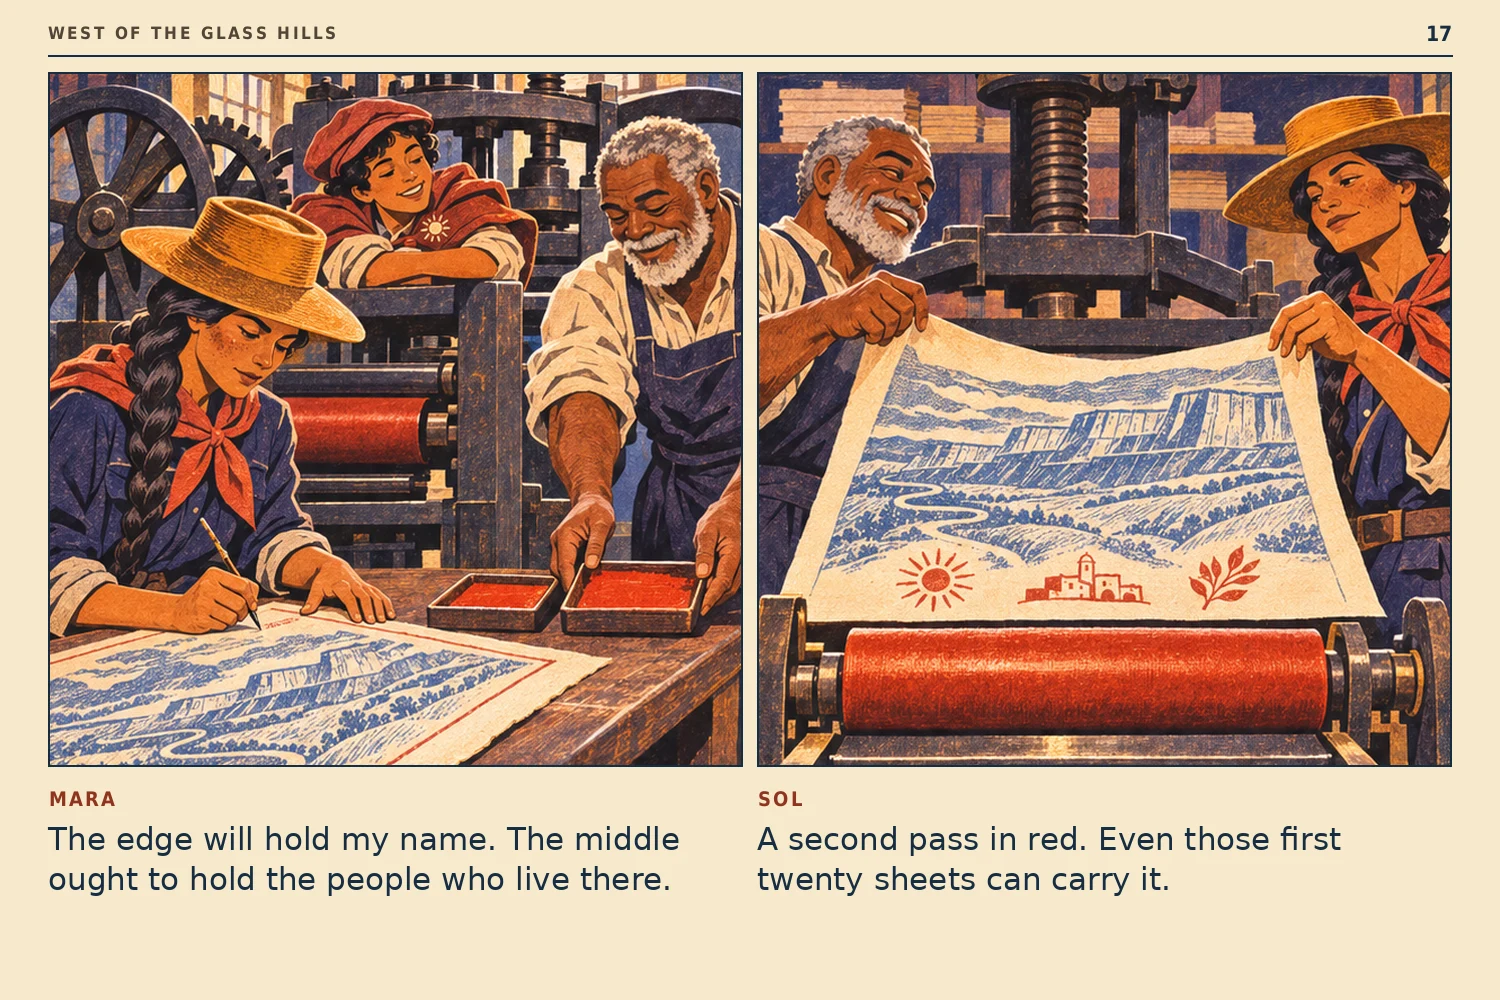 WEST OF THE GLASS HILLS
17
MARA
The edge will hold my name. The middle
ought to hold the people who live there.
SOL
A second pass in red. Even those first
twenty sheets can carry it.